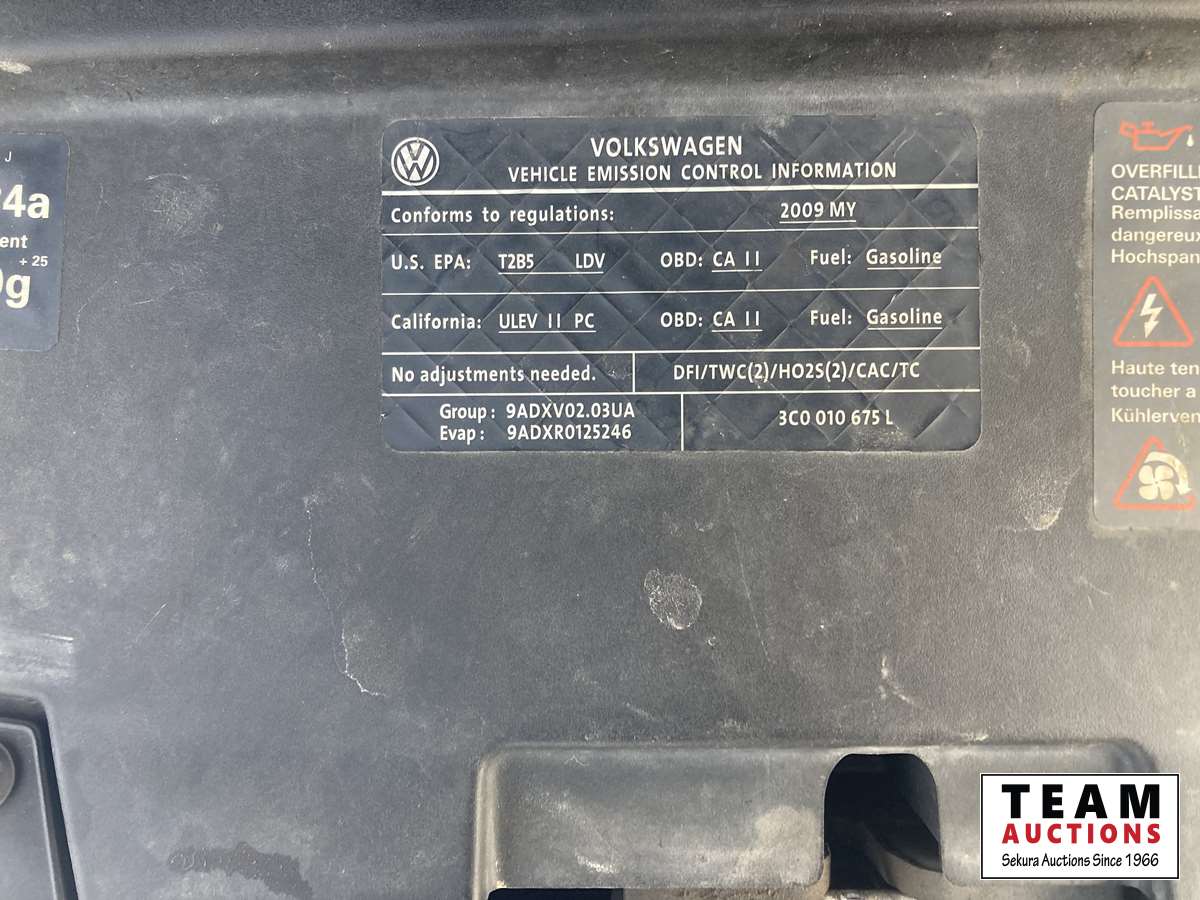 J
34a
ent
+ 25
0g
VOLKSWAGEN
VEHICLE EMISSION CONTROL INFORMATION
Conforms to regulations: 2009 MY
U.S. EPA: T2B5 LDV OBD: CA II Fuel: Gasoline
California: ULEV II PC OBD: CA II Fuel: Gasoline
No adjustments needed. DFI/TWC(2)/HO2S(2)/CAC/TC
Group: 9ADXV02.03UA
Evap: 9ADXR0125246
3C0 010 675 L
OVERFILLI
CATALYST
Remplissa
dangereux
Hochspan
Haute ten
toucher a
Kühlerven
TEAM
AUCTIONS
Sekura Auctions Since 1966